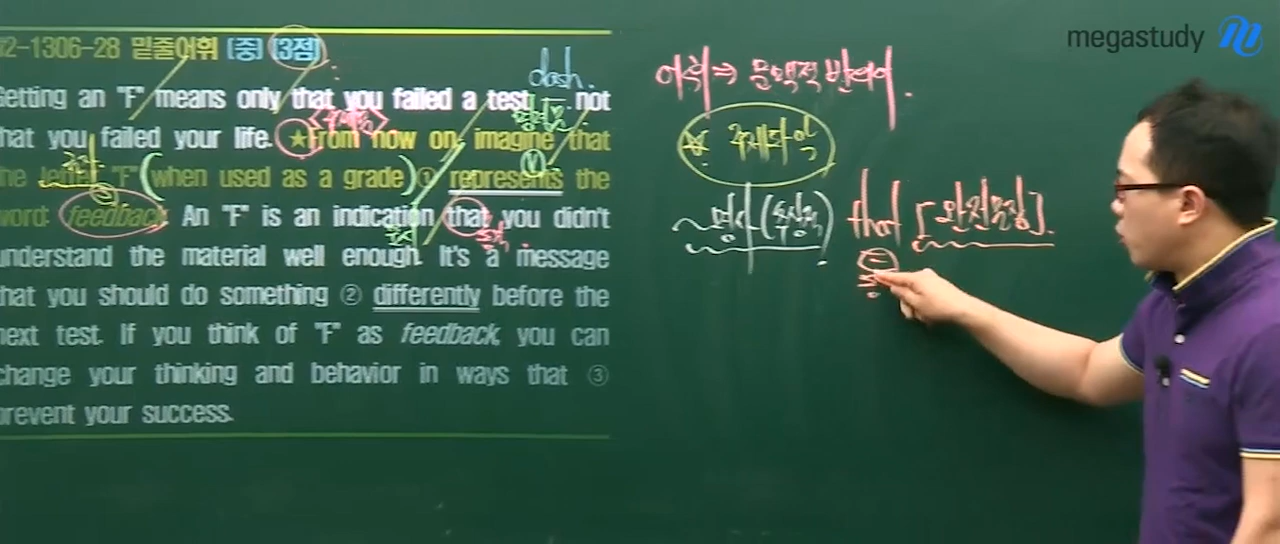 megastudy
2-1306-28 밑줄어휘 [중] [3점]
Getting an "F" means only that you failed a test not
that you failed your life. ★From now on, imagine that
the letter "F"(when used as a grade) ① represents the
word: feedback. An "F" is an indication that you didn't
understand the material well enough. It's a message
that you should do something ② differently before the
next test. If you think of "F" as feedback, you can
change your thinking and behavior in ways that ③
prevent your success.
dash.
주어
동격
어휘⇒ 문맥적 반의어.
☆ 주제파악
~명사(추상적) that [완전문장].